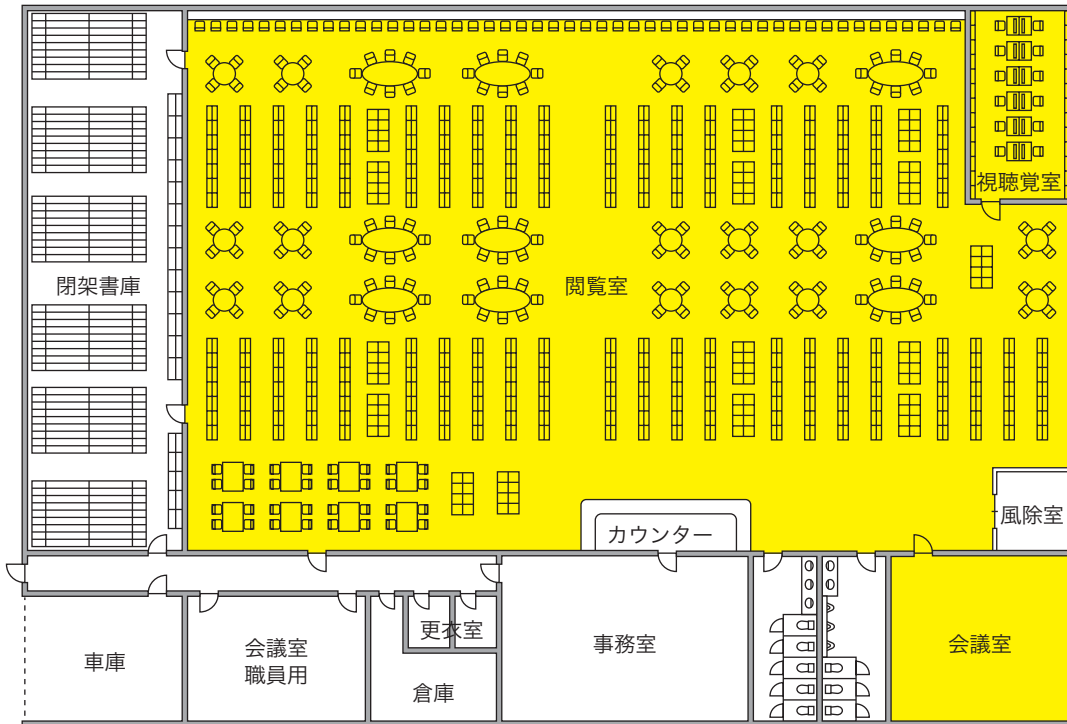 視聴覚室
閉架書庫
閲覧室
風除室
カウンター
更衣室
車庫
会議室
職員用
倉庫
事務室
会議室